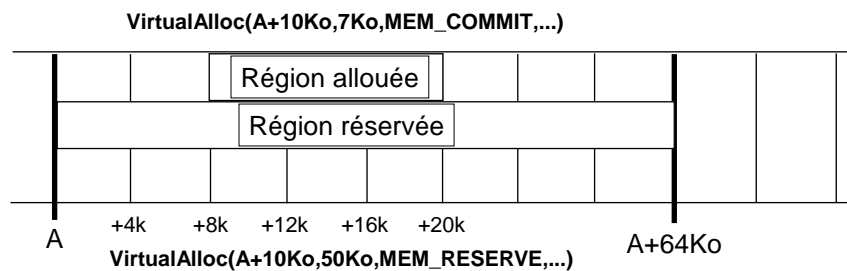 VirtualAlloc(A+10Ko,7Ko,MEM_COMMIT,...)
Région allouée
Région réservée
A +4k +8k +12k +16k +20k A+64Ko
VirtualAlloc(A+10Ko,50Ko,MEM_RESERVE,...)